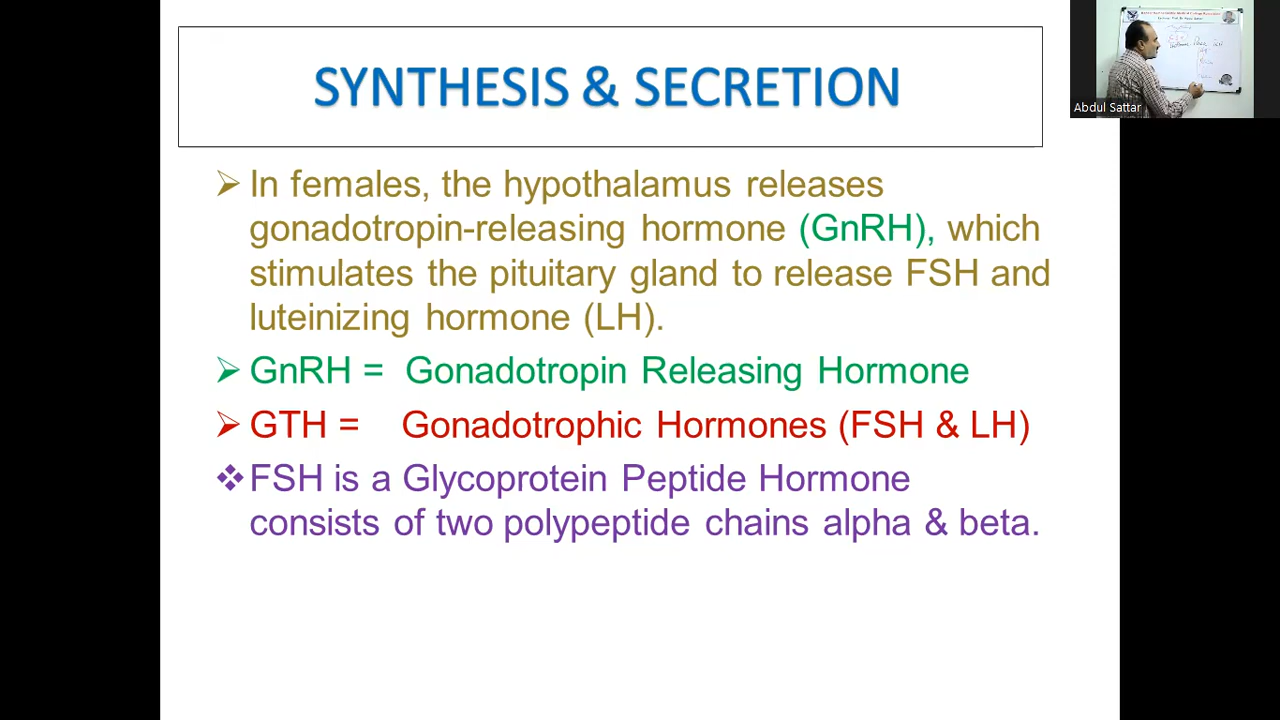 SYNTHESIS & SECRETION
➢ In females, the hypothalamus releases
gonadotropin-releasing hormone (GnRH), which
stimulates the pituitary gland to release FSH and
luteinizing hormone (LH).
➢ GnRH = Gonadotropin Releasing Hormone
➢ GTH = Gonadotrophic Hormones (FSH & LH)
❖ FSH is a Glycoprotein Peptide Hormone
consists of two polypeptide chains alpha & beta.
Abdul Sattar